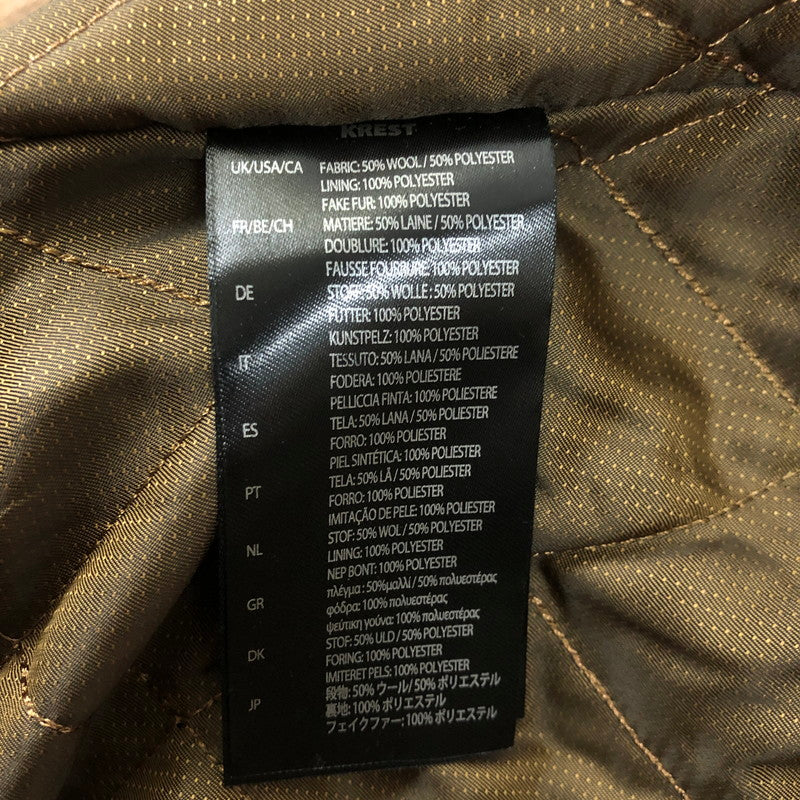 KREST
UK/USA/CA FABRIC: 50% WOOL / 50% POLYESTER
LINING: 100% POLYESTER
FAKE FUR: 100% POLYESTER
FR/BE/CH MATIERE: 50% LAINE / 50% POLYESTER
DOUBLURE: 100% POLYESTER
FAUSSE FOURRURE: 100% POLYESTER
DE STOFF: 50% WOLLE : 50% POLYESTER
FUTTER: 100% POLYESTER
KUNSTPELZ: 100% POLYESTER
IT TESSUTO: 50% LANA / 50% POLIESTERE
FODERA: 100% POLIESTERE
PELLICCIA FINTA: 100% POLIESTERE
ES TELA: 50% LANA / 50% POLIESTER
FORRO: 100% POLIESTER
PIEL SINTÉTICA: 100% POLIESTER
PT TELA: 50% LÃ / 50% POLIESTER
FORRO: 100% POLIESTER
IMITAÇÃO DE PELE: 100% POLIESTER
NL STOF: 50% WOL / 50% POLYESTER
LINING: 100% POLYESTER
NEP BONT: 100% POLYESTER
GR πλέγμα : 50%μαλλί / 50% πολυεστέρας
φόδρα: 100% πολυεστέρας
ψεύτικη γούνα: 100% πολυεστέρας
DK STOF: 50% ULD / 50% POLYESTER
FORING: 100% POLYESTER
IMITERET PELS: 100% POLYESTER
JP 段物: 50% ウール/ 50% ポリエステル
裏地: 100% ポリエステル
フェイクファー: 100% ポリエステル